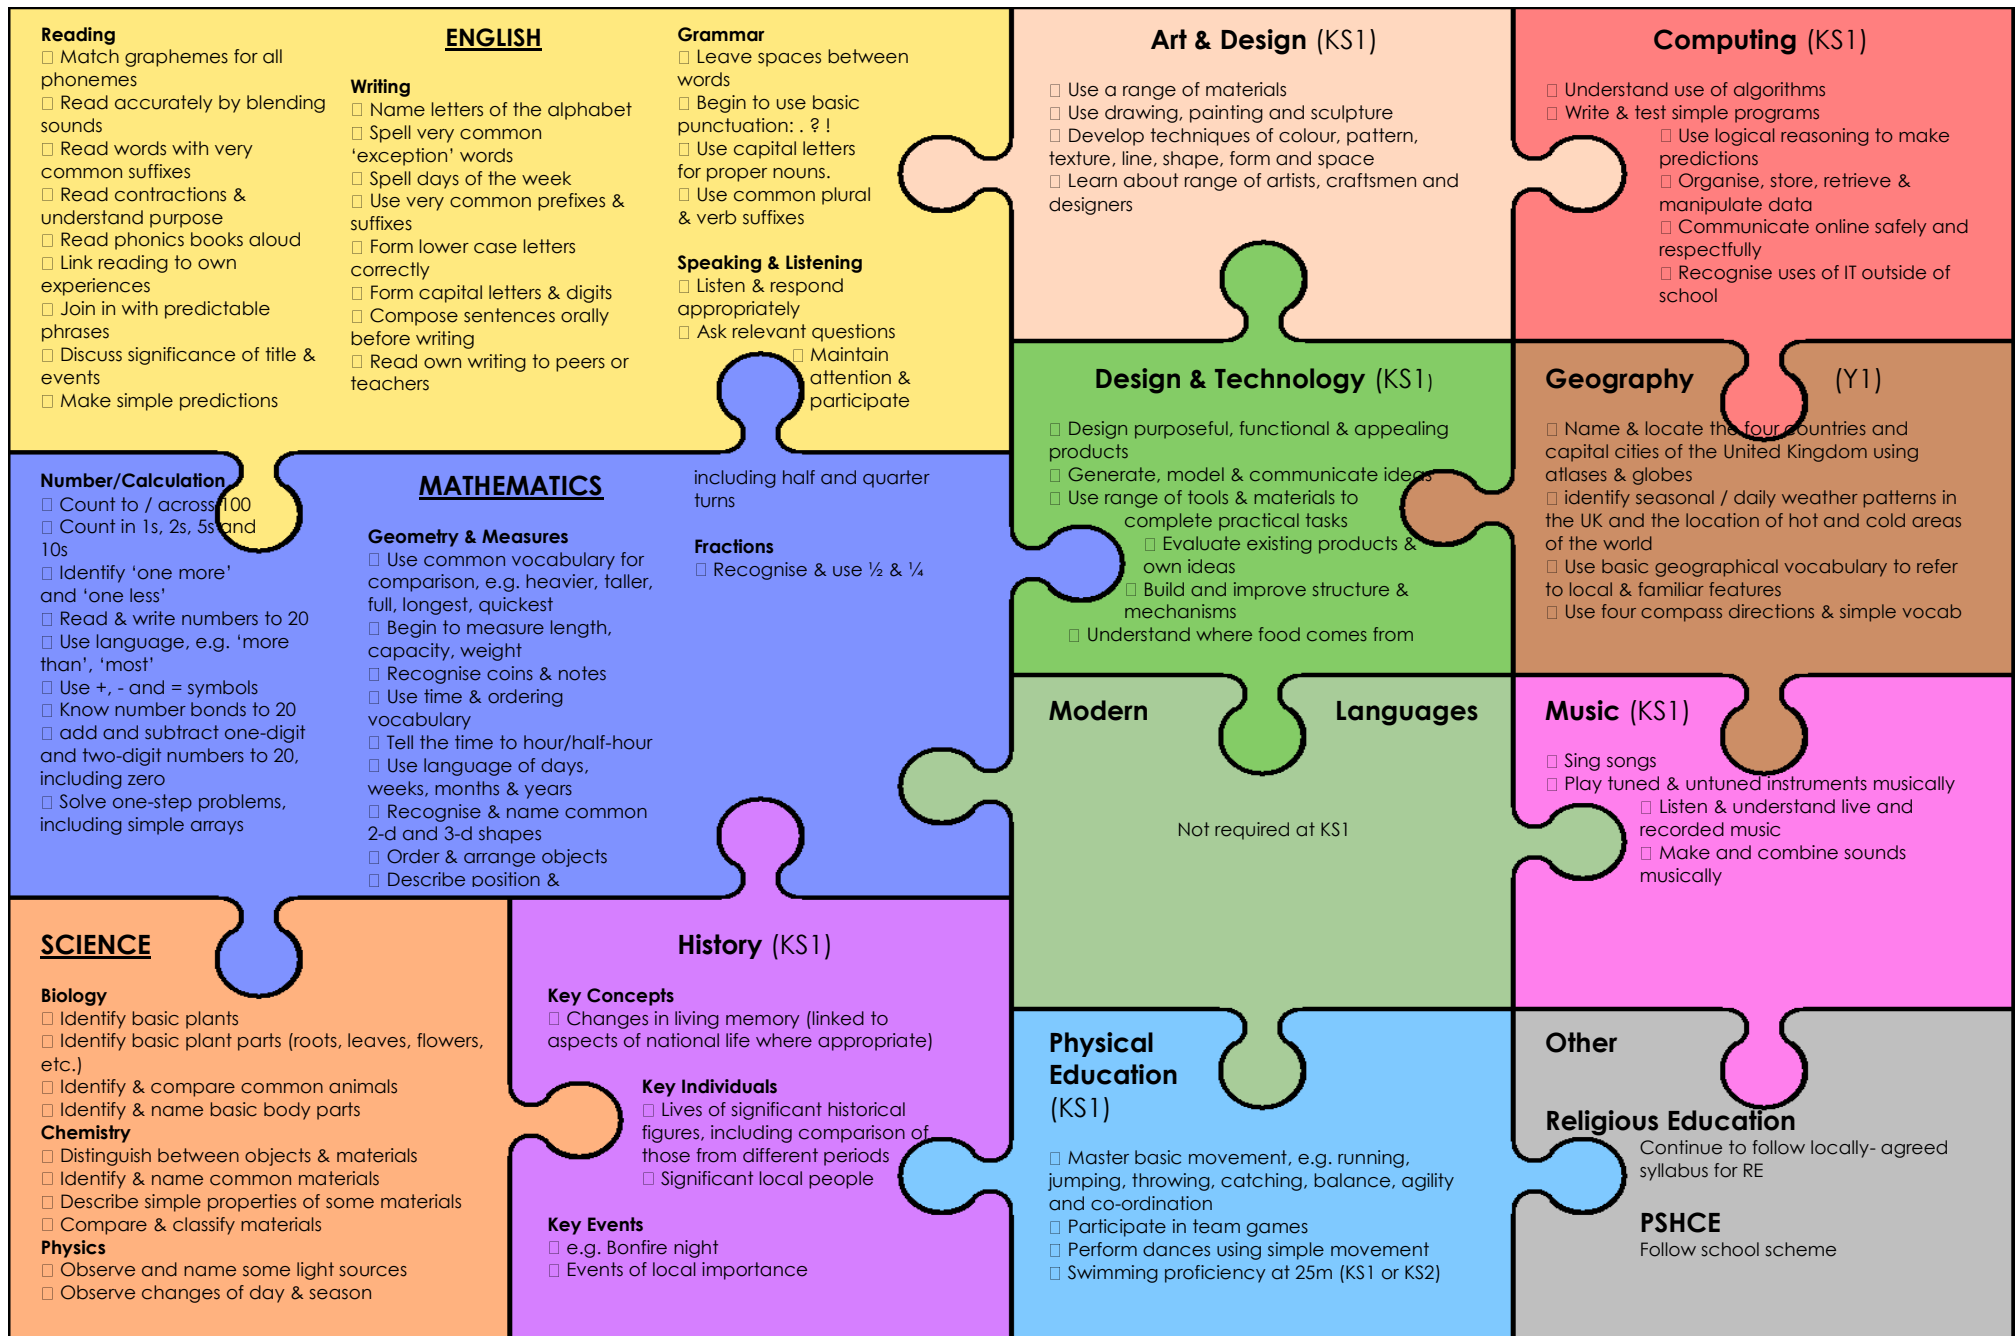 Reading
□ Match graphemes for all
phonemes
□ Read accurately by blending
sounds
□ Read words with very
common suffixes
□ Read contractions &
understand purpose
□ Read phonics books aloud
□ Link reading to own
experiences
□ Join in with predictable
phrases
□ Discuss significance of title &
events
□ Make simple predictions
ENGLISH
Writing
□ Name letters of the alphabet
□ Spell very common
‘exception’ words
□ Spell days of the week
□ Use very common prefixes &
suffixes
□ Form lower case letters
correctly
□ Form capital letters & digits
□ Compose sentences orally
before writing
□ Read own writing to peers or
teachers
Grammar
□ Leave spaces between
words
□ Begin to use basic
punctuation: . ? !
□ Use capital letters
for proper nouns.
□ Use common plural
& verb suffixes
Speaking & Listening
□ Listen & respond
appropriately
□ Ask relevant questions
□ Maintain
attention &
participate
Art & Design (KS1)
□ Use a range of materials
□ Use drawing, painting and sculpture
□ Develop techniques of colour, pattern,
texture, line, shape, form and space
□ Learn about range of artists, craftsmen and
designers
Computing (KS1)
□ Understand use of algorithms
□ Write & test simple programs
□ Use logical reasoning to make
predictions
□ Organise, store, retrieve &
manipulate data
□ Communicate online safely and
respectfully
□ Recognise uses of IT outside of
school
Design & Technology (KS1)
□ Design purposeful, functional & appealing
products
□ Generate, model & communicate ideas
□ Use range of tools & materials to
complete practical tasks
□ Evaluate existing products &
own ideas
□ Build and improve structure &
mechanisms
□ Understand where food comes from
Geography (Y1)
□ Name & locate the four countries and
capital cities of the United Kingdom using
atlases & globes
□ identify seasonal / daily weather patterns in
the UK and the location of hot and cold areas
of the world
□ Use basic geographical vocabulary to refer
to local & familiar features
□ Use four compass directions & simple vocab
Number/Calculation
□ Count to / across 100
□ Count in 1s, 2s, 5s and
10s
□ Identify ‘one more’
and ‘one less’
□ Read & write numbers to 20
□ Use language, e.g. ‘more
than’, ‘most’
□ Use +, - and = symbols
□ Know number bonds to 20
□ add and subtract one-digit
and two-digit numbers to 20,
including zero
□ Solve one-step problems,
including simple arrays
MATHEMATICS
Geometry & Measures
□ Use common vocabulary for
comparison, e.g. heavier, taller,
full, longest, quickest
□ Begin to measure length,
capacity, weight
□ Recognise coins & notes
□ Use time & ordering
vocabulary
□ Tell the time to hour/half-hour
□ Use language of days,
weeks, months & years
□ Recognise & name common
2-d and 3-d shapes
□ Order & arrange objects
□ Describe position &
including half and quarter
turns
Fractions
□ Recognise & use ½ & ¼
Modern Languages
Not required at KS1
Music (KS1)
□ Sing songs
□ Play tuned & untuned instruments musically
□ Listen & understand live and
recorded music
□ Make and combine sounds
musically
SCIENCE
Biology
□ Identify basic plants
□ Identify basic plant parts (roots, leaves, flowers,
etc.)
□ Identify & compare common animals
□ Identify & name basic body parts
Chemistry
□ Distinguish between objects & materials
□ Identify & name common materials
□ Describe simple properties of some materials
□ Compare & classify materials
Physics
□ Observe and name some light sources
□ Observe changes of day & season
History (KS1)
Key Concepts
□ Changes in living memory (linked to
aspects of national life where appropriate)
Key Individuals
□ Lives of significant historical
figures, including comparison of
those from different periods
□ Significant local people
Key Events
□ e.g. Bonfire night
□ Events of local importance
Physical
Education
(KS1)
□ Master basic movement, e.g. running,
jumping, throwing, catching, balance, agility
and co-ordination
□ Participate in team games
□ Perform dances using simple movement
□ Swimming proficiency at 25m (KS1 or KS2)
Other
Religious Education
Continue to follow locally- agreed
syllabus for RE
PSHCE
Follow school scheme